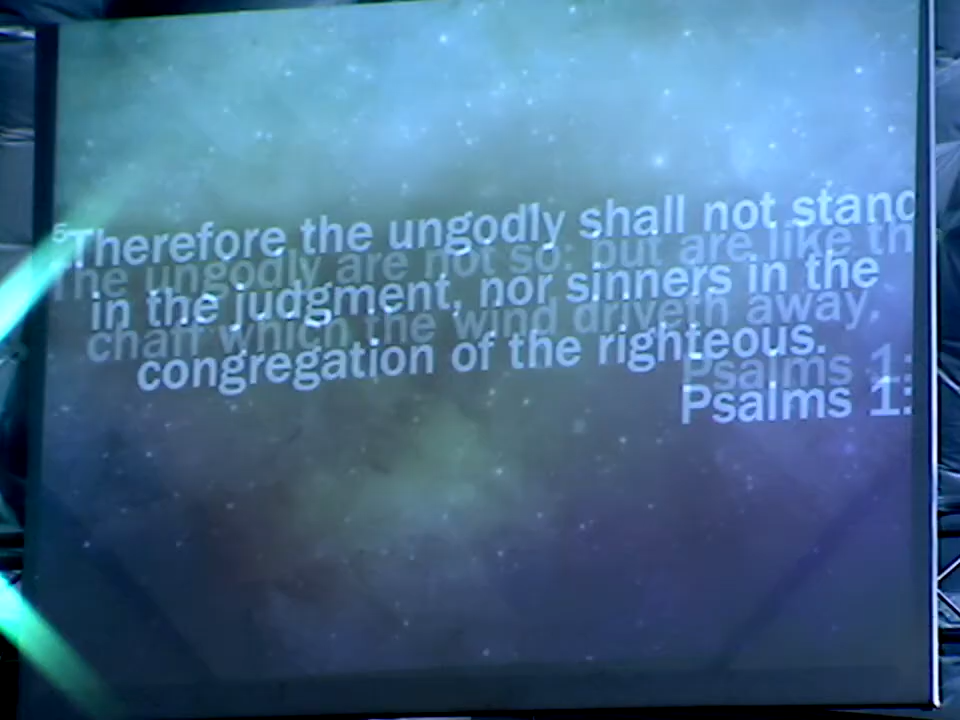 5Therefore the ungodly shall not stand
The ungodly are not so: but are like th
in the judgment, nor sinners in the
chaff which the wind driveth away.
congregation of the righteous.
Psalms 1:
Psalms 1: